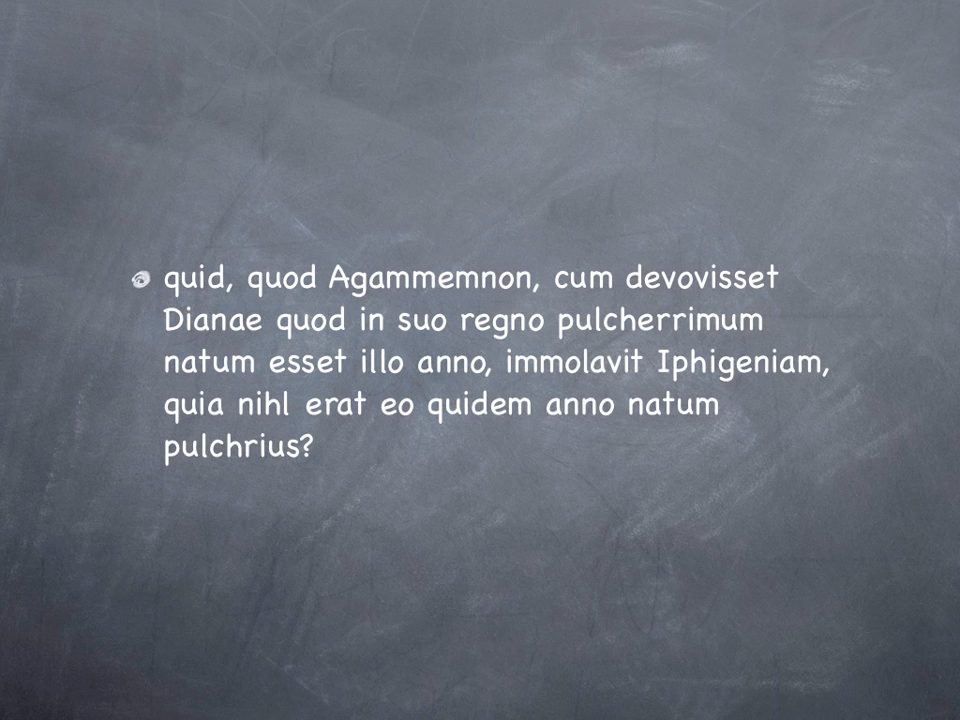 quid, quod Agammemnon, cum devovisset
Dianae quod in suo regno pulcherrimum
natum esset illo anno, immolavit Iphigeniam,
quia nihl erat eo quidem anno natum
pulchrius?